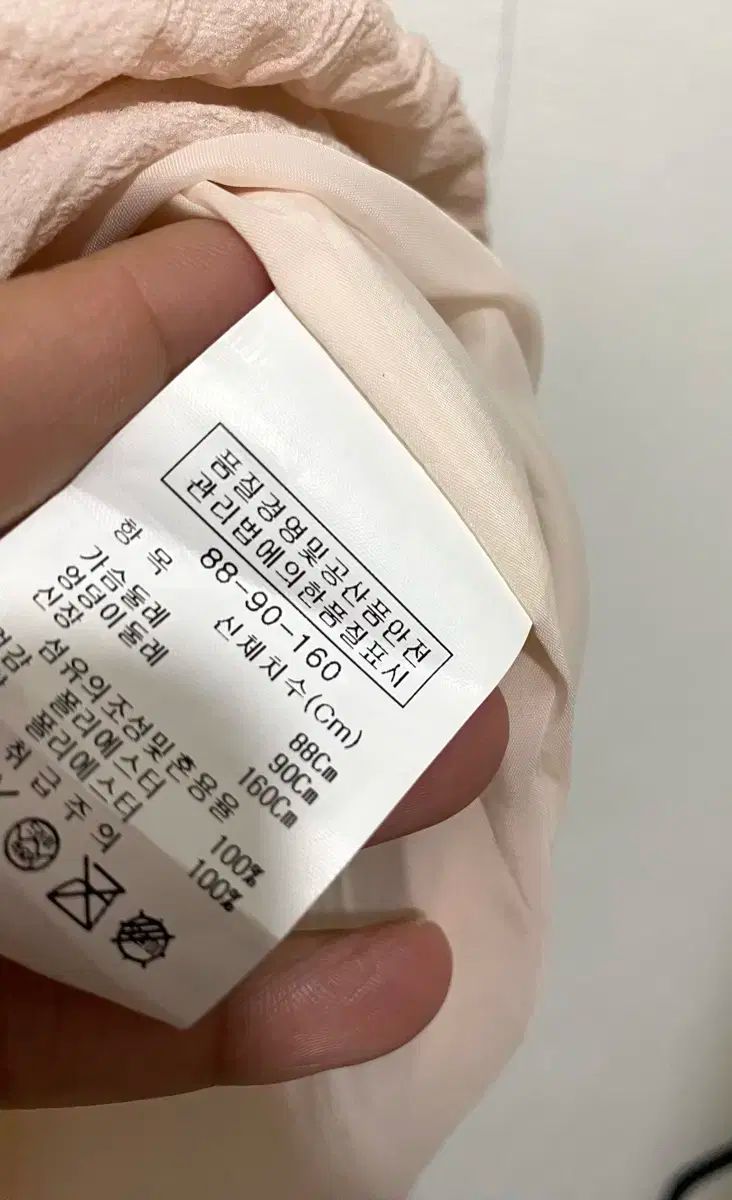 품질경영및공산품안전
관리법에의한품질표시
88-90-160
항 목 신체치수(Cm)
가슴둘레 88Cm
엉덩이둘레 90Cm
신장 160Cm
섬유의조성및혼용율
폴리에스터 100%
폴리에스터 100%
취급주의